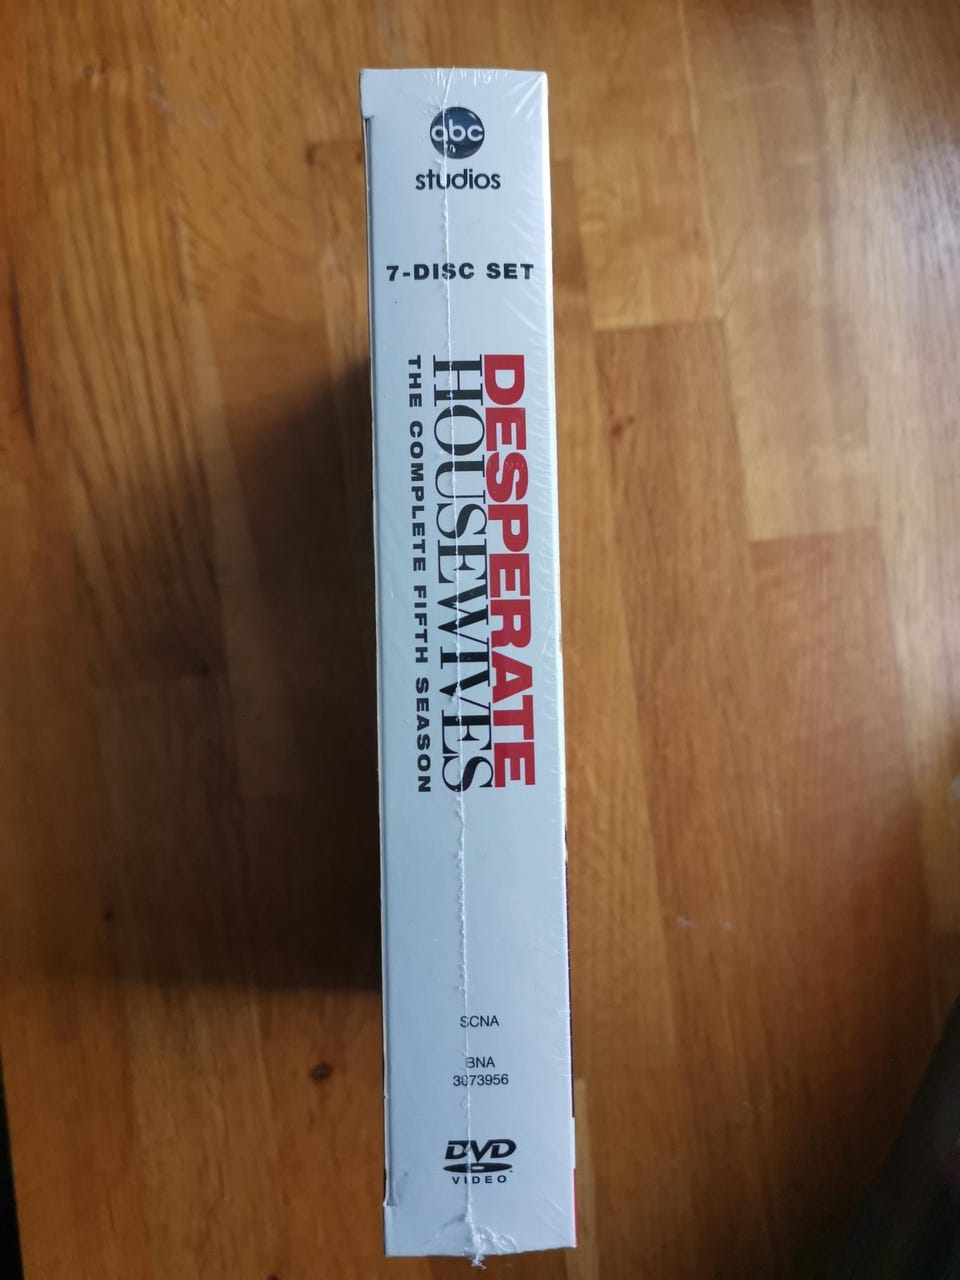 abc
studios
7-DISC SET
DESPERATE
HOUSEWIVES
THE COMPLETE FIFTH SEASON
SCNA
BNA
3073956
DVD
VIDEO